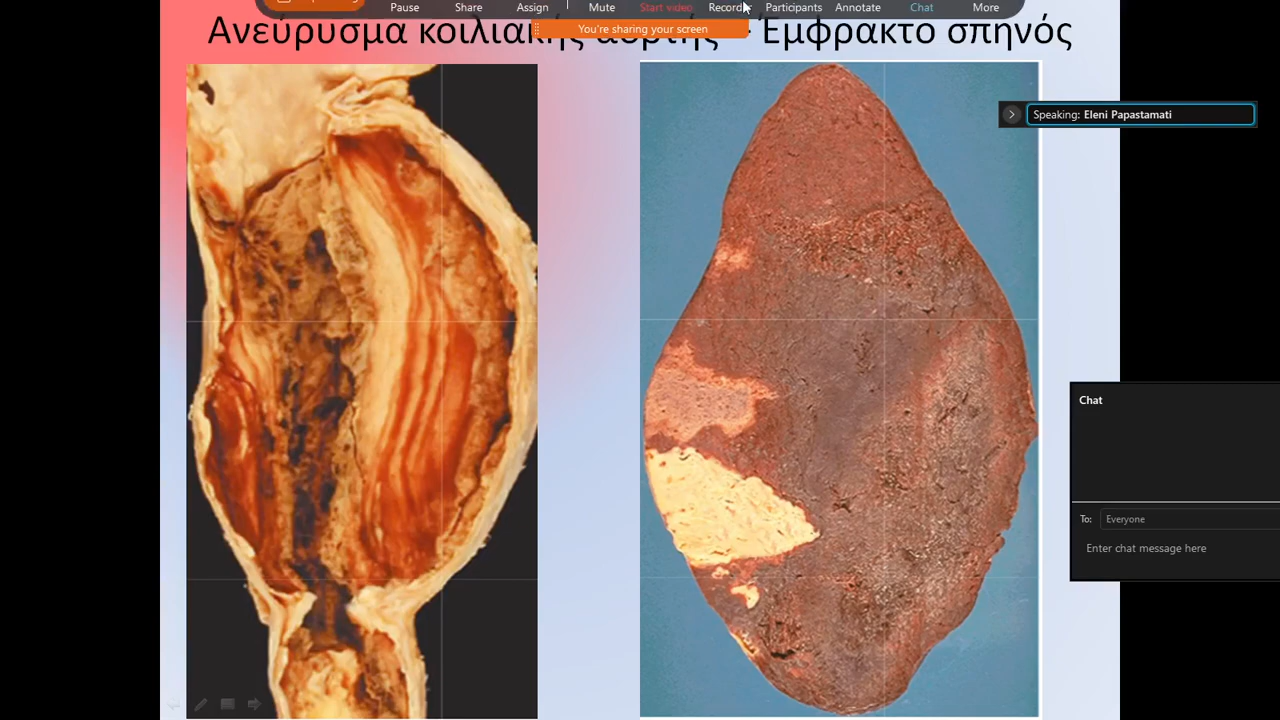 Pause Share Assign Mute Start video Record Participants Annotate Chat More
You're sharing your screen
Ανεύρυσμα κοιλιακής αορτής - Έμφρακτο σπηνός
Speaking: Eleni Papastamati
Chat
To: Everyone
Enter chat message here